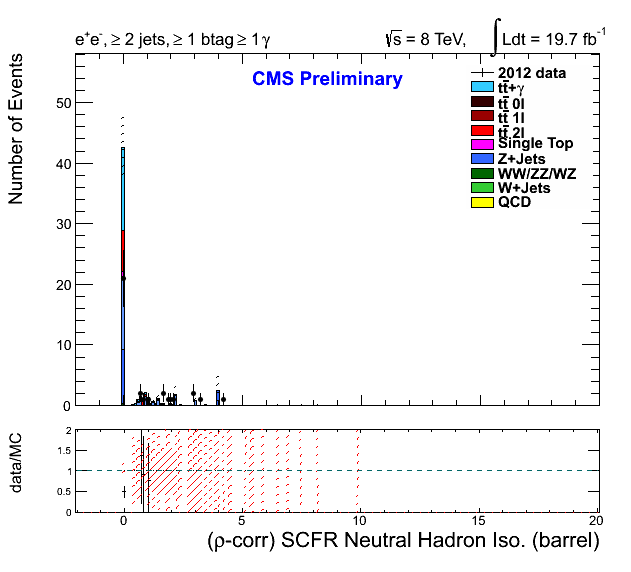 e⁺e⁻, ≥ 2 jets, ≥ 1 btag ≥ 1 γ
√s = 8 TeV, ∫ Ldt = 19.7 fb⁻¹
CMS Preliminary
2012 data
tt̄+γ
tt̄ 0l
tt̄ 1l
tt̄ 2l
Single Top
Z+Jets
WW/ZZ/WZ
W+Jets
QCD
Number of Events
50
40
30
20
10
0
data/MC
2
1.5
1
0.5
0
0 5 10 15 20
(ρ-corr) SCFR Neutral Hadron Iso. (barrel)